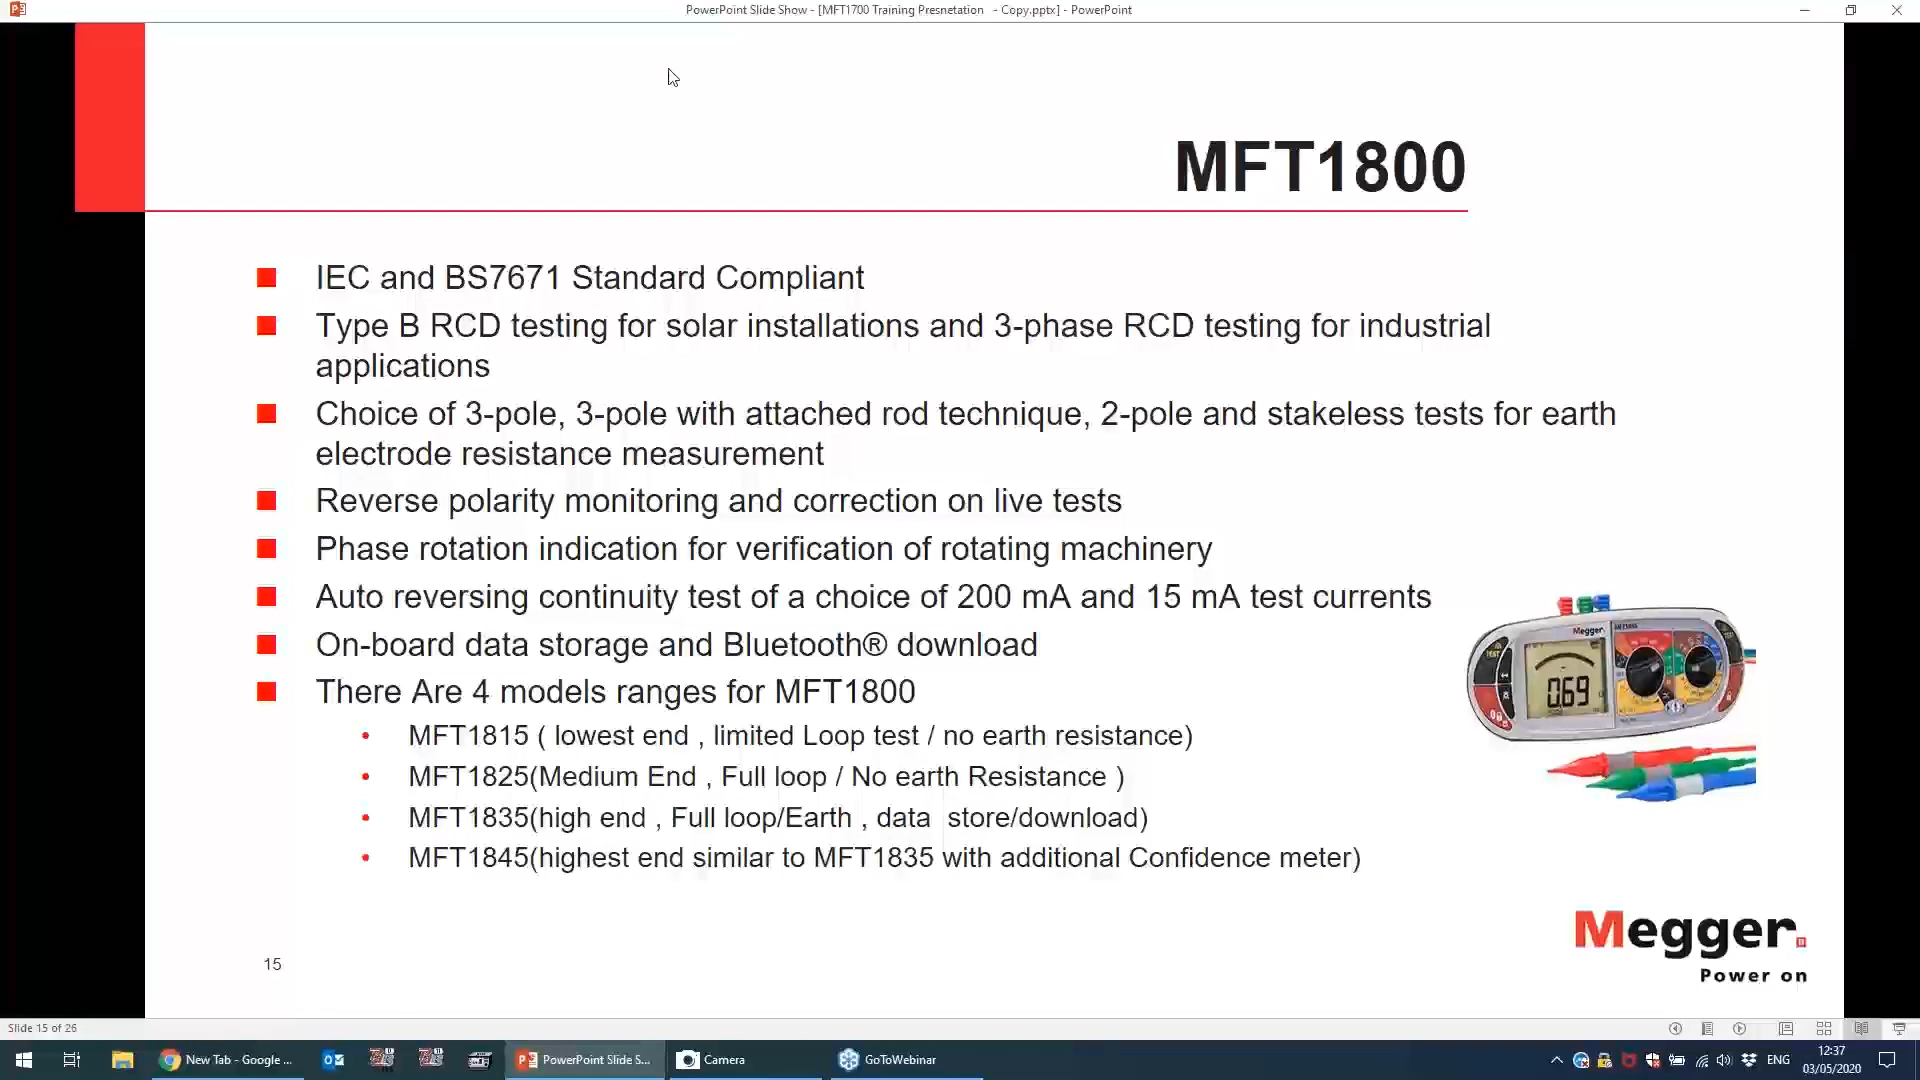 PowerPoint Slide Show - [MFT1700 Training Presnetation - Copy.pptx] - PowerPoint
MFT1800
IEC and BS7671 Standard Compliant
Type B RCD testing for solar installations and 3-phase RCD testing for industrial
applications
Choice of 3-pole, 3-pole with attached rod technique, 2-pole and stakeless tests for earth
electrode resistance measurement
Reverse polarity monitoring and correction on live tests
Phase rotation indication for verification of rotating machinery
Auto reversing continuity test of a choice of 200 mA and 15 mA test currents
On-board data storage and Bluetooth® download
There Are 4 models ranges for MFT1800
MFT1815 ( lowest end , limited Loop test / no earth resistance)
MFT1825(Medium End , Full loop / No earth Resistance )
MFT1835(high end , Full loop/Earth , data store/download)
MFT1845(highest end similar to MFT1835 with additional Confidence meter)
Megger
TEST
0.69
Megger
Power on
15
Slide 15 of 26
New Tab - Google ...
PowerPoint Slide S...
Camera
GoToWebinar
ENG
12:37
03/05/2020